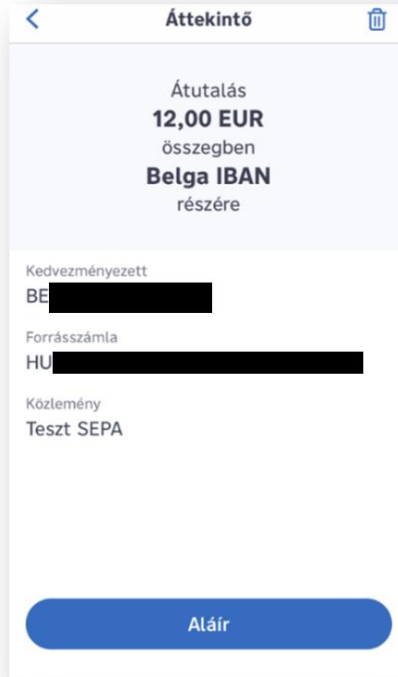 Áttekintő
Átutalás
12,00 EUR
összegben
Belga IBAN
részére
Kedvezményezett
BE
Forrásszámla
HU
Közlemény
Teszt SEPA
Aláír